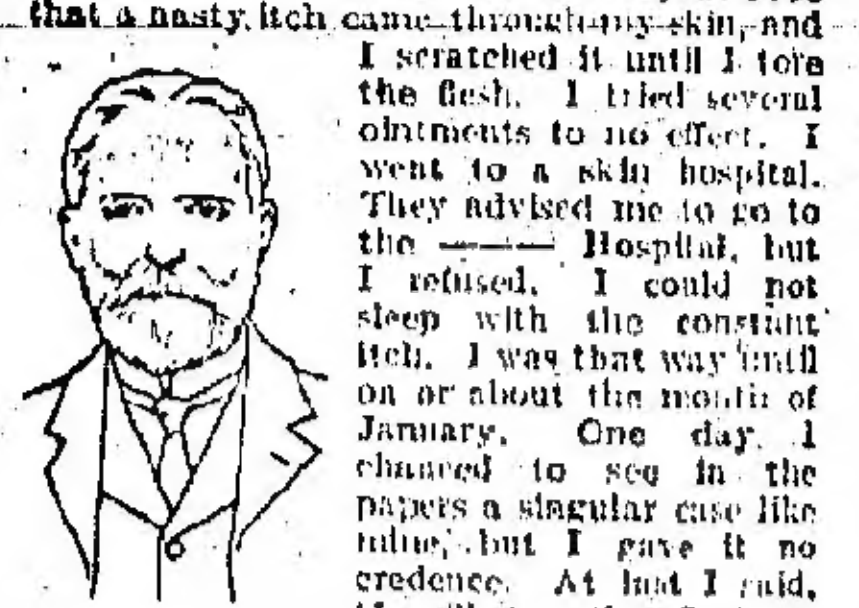 that a nasty itch came through my skin, and
I scratched it until I tore
the flesh. I tried several
ointments to no effect. I
went to a skin hospital.
They advised me to go to
the ——— Hospital, but
I refused. I could not
sleep with the constant
itch. I was that way until
on or about the month of
January. One day I
chanced to see in the
papers a singular case like
mine, but I gave it no
credence. At last I said,